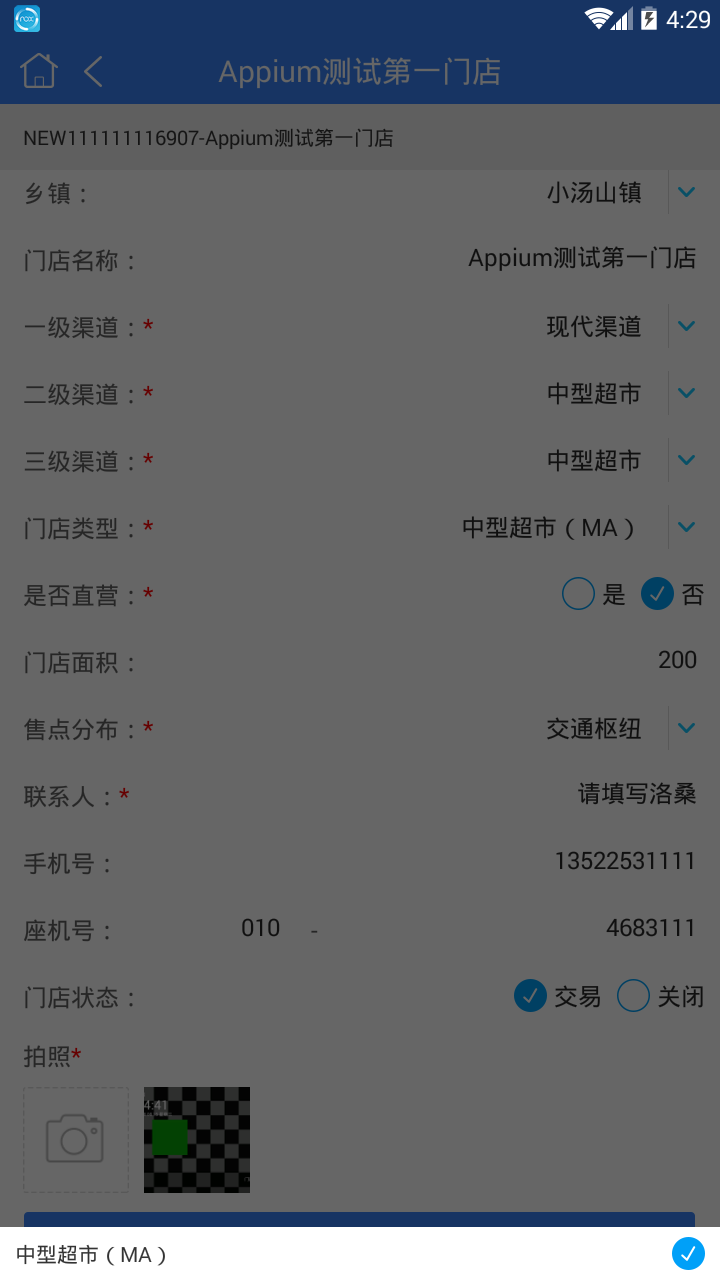 nox 4:29
Appium测试第一门店
NEW111111116907-Appium测试第一门店
乡镇： 小汤山镇
门店名称： Appium测试第一门店
一级渠道：* 现代渠道
二级渠道：* 中型超市
三级渠道：* 中型超市
门店类型：* 中型超市（MA）
是否直营：* 是 否
门店面积： 200
售点分布：* 交通枢纽
联系人：* 请填写洛桑
手机号： 13522531111
座机号： 010 - 4683111
门店状态： 交易 关闭
拍照*
4:41
中型超市（MA）